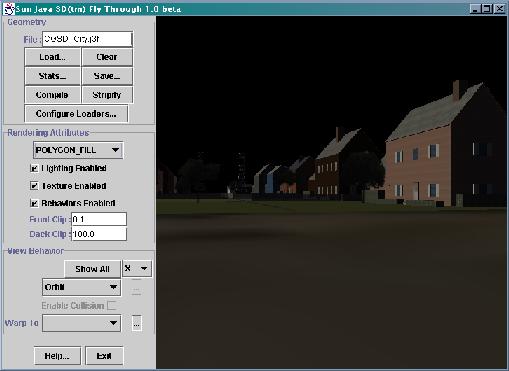 Sun Java 3D(tm) Fly Through 1.0 beta
Geometry
File :
Load... Clear
Stats... Save...
Compile Stripify
Configure Loaders...
Rendering Attributes
POLYGON_FILL
Lighting Enabled
Texture Enabled
Behaviors Enabled
Front Clip : 0.1
Back Clip : 100.0
View Behavior
Show All X
Orbit ...
Enable Collision
Warp To ...
Help... Exit